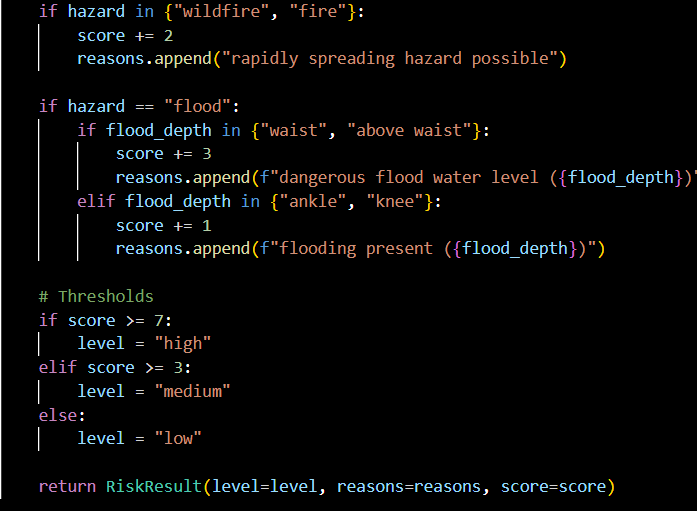 if hazard in {"wildfire", "fire"}:
    score += 2
    reasons.append("rapidly spreading hazard possible")

if hazard == "flood":
    if flood_depth in {"waist", "above waist"}:
        score += 3
        reasons.append(f"dangerous flood water level ({flood_depth})"
    elif flood_depth in {"ankle", "knee"}:
        score += 1
        reasons.append(f"flooding present ({flood_depth})")

# Thresholds
if score >= 7:
    level = "high"
elif score >= 3:
    level = "medium"
else:
    level = "low"

return RiskResult(level=level, reasons=reasons, score=score)